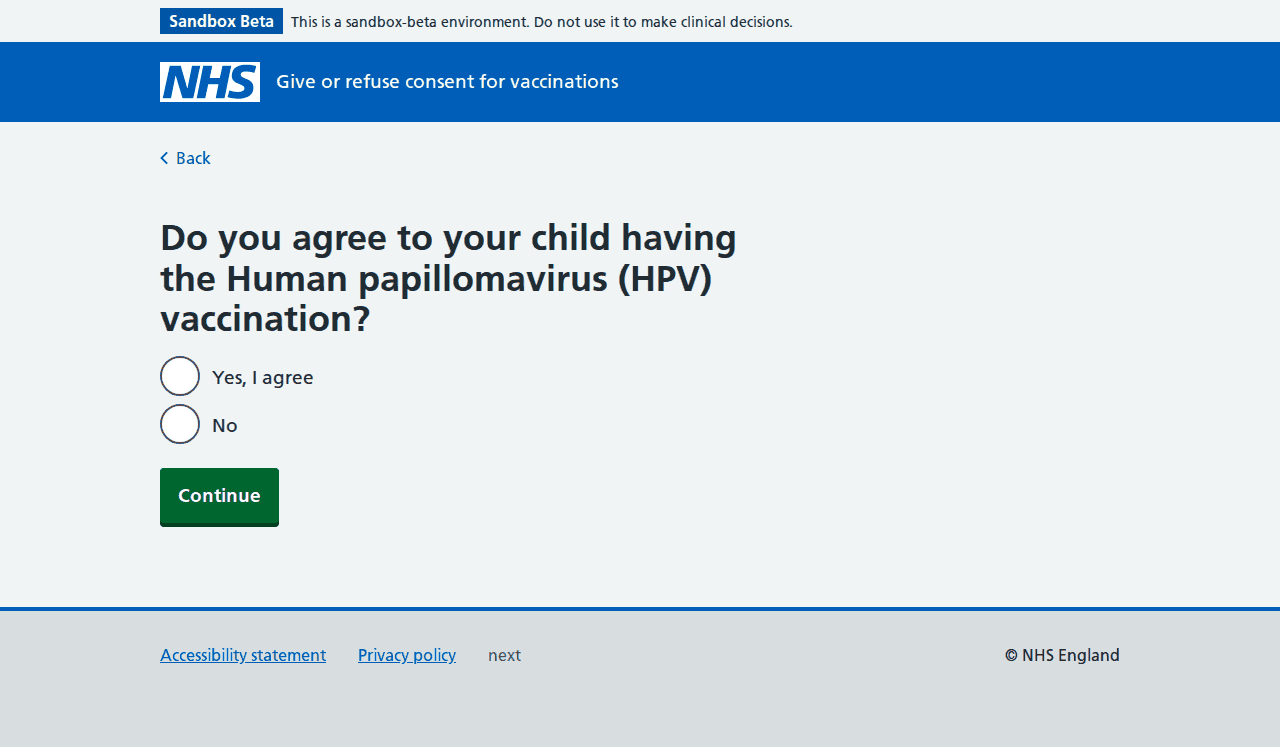 Sandbox Beta This is a sandbox-beta environment. Do not use it to make clinical decisions.
NHS Give or refuse consent for vaccinations
Back
Do you agree to your child having
the Human papillomavirus (HPV)
vaccination?
Yes, I agree
No
Continue
Accessibility statement Privacy policy next © NHS England